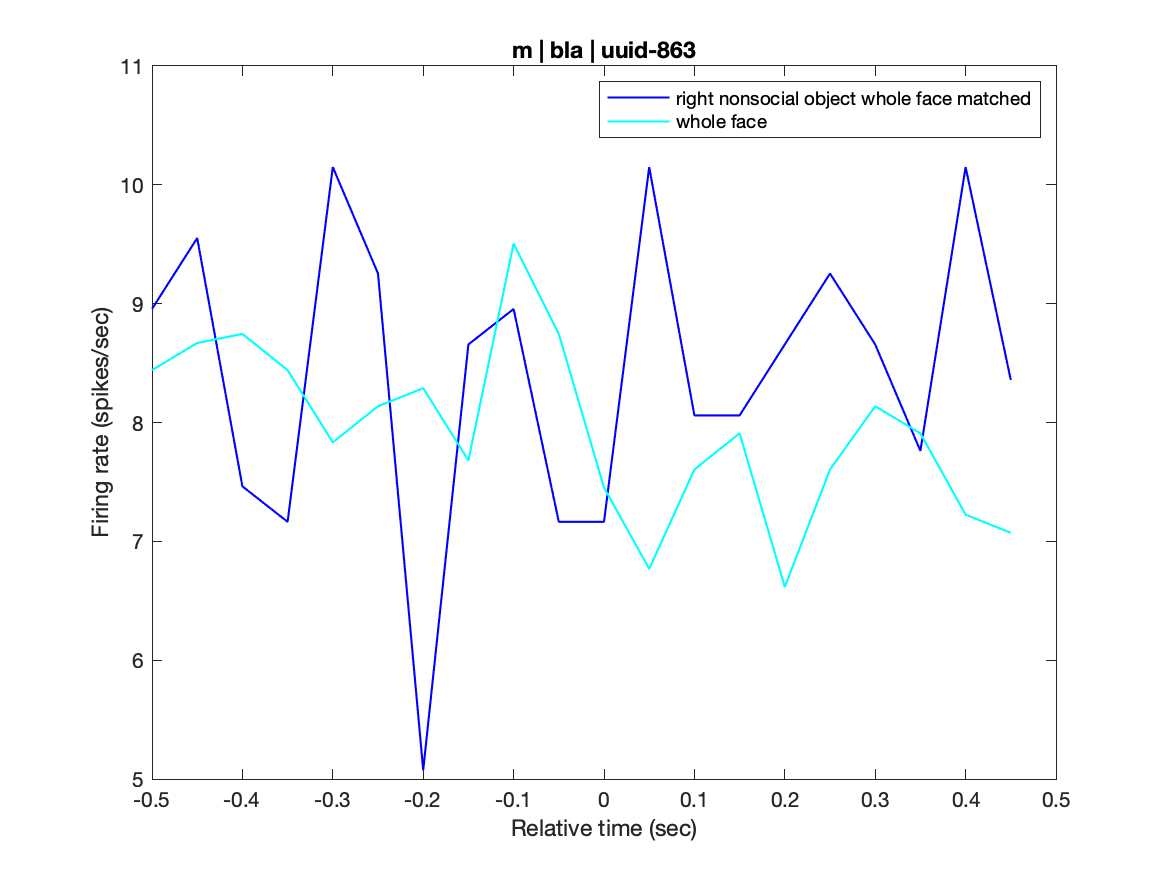 m | bla | uuid-863
right nonsocial object whole face matched
whole face
11
10
9
8
7
6
5
Firing rate (spikes/sec)
-0.5 -0.4 -0.3 -0.2 -0.1 0 0.1 0.2 0.3 0.4 0.5
Relative time (sec)